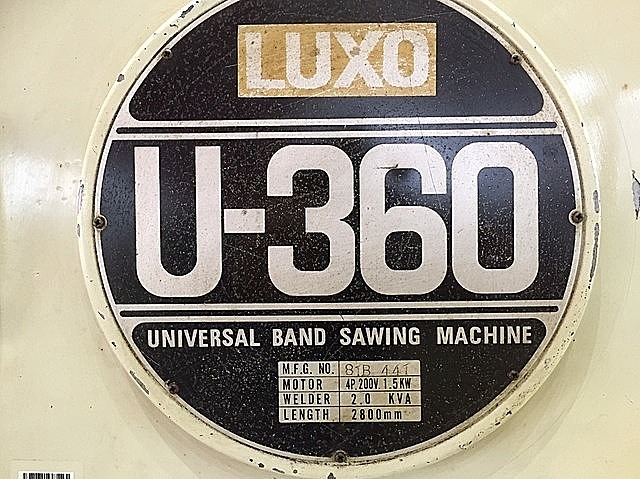 LUXO
U-360
UNIVERSAL BAND SAWING MACHINE
M.F.G. NO. 81B 441
MOTOR 4P.200V.1.5KW
WELDER 2.0 KVA
LENGTH 2800mm